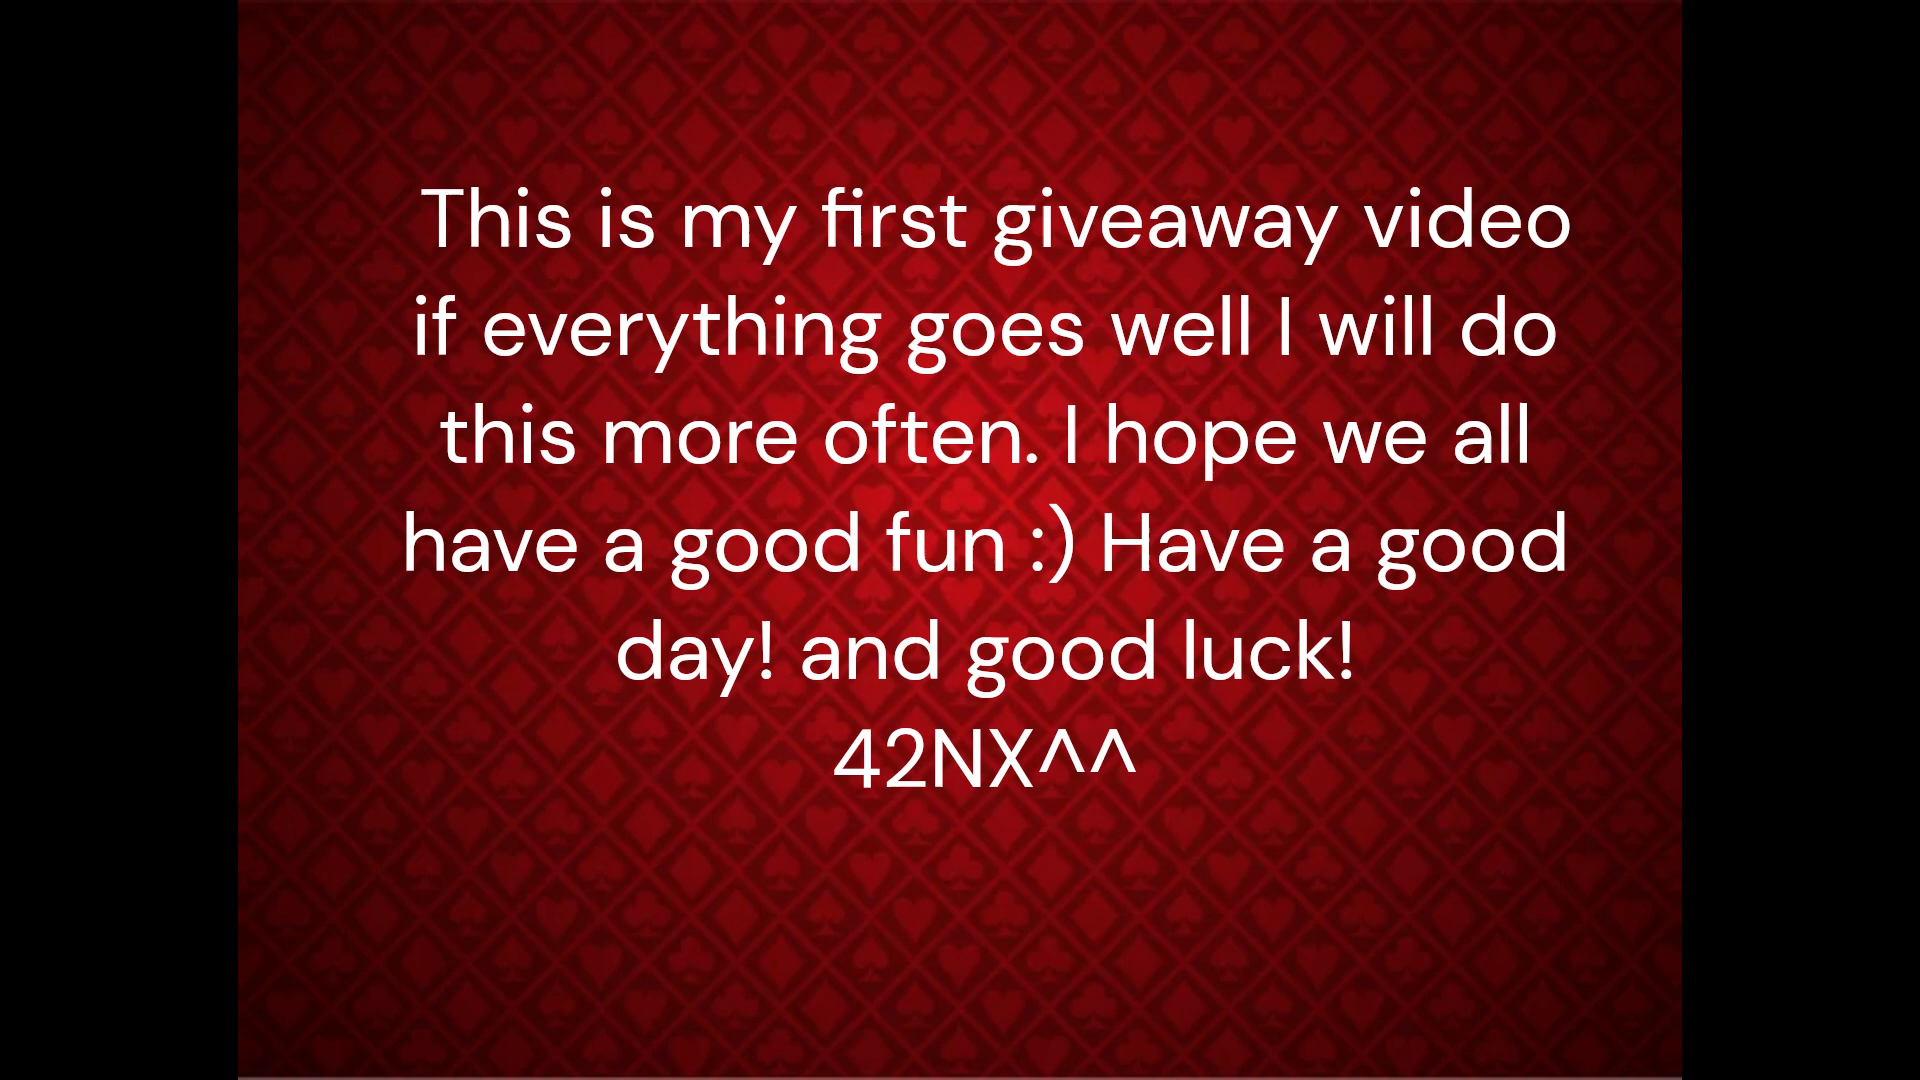 This is my first giveaway video
if everything goes well I will do
this more often. I hope we all
have a good fun :) Have a good
day! and good luck!
42NX^^